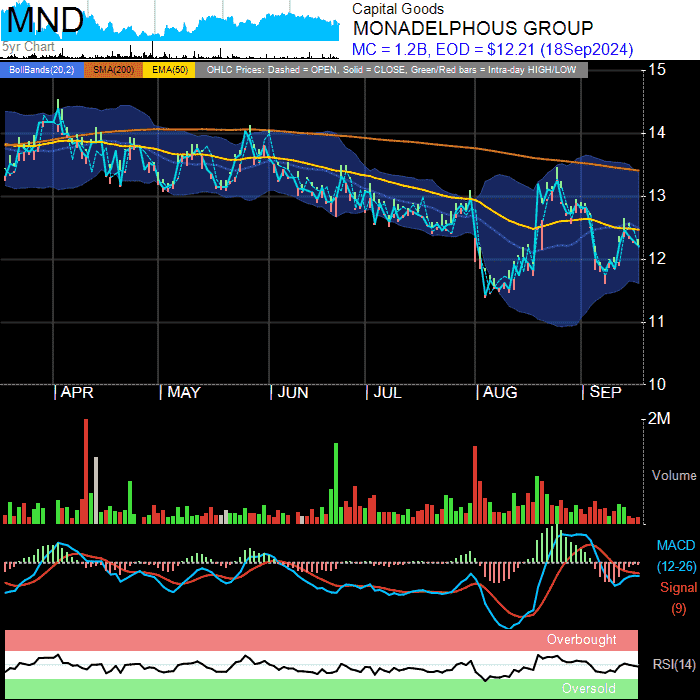 MND
5yr Chart
Capital Goods
MONADELPHOUS GROUP
MC = 1.2B, EOD = $12.21 (18Sep2024)
BollBands(20,2) SMA(200) EMA(50) OHLC Prices: Dashed = OPEN, Solid = CLOSE, Green/Red bars = Intra-day HIGH/LOW
15
14
13
12
11
10
APR MAY JUN JUL AUG SEP
2M
Volume
MACD
(12-26)
Signal
(9)
Overbought
RSI(14)
Oversold